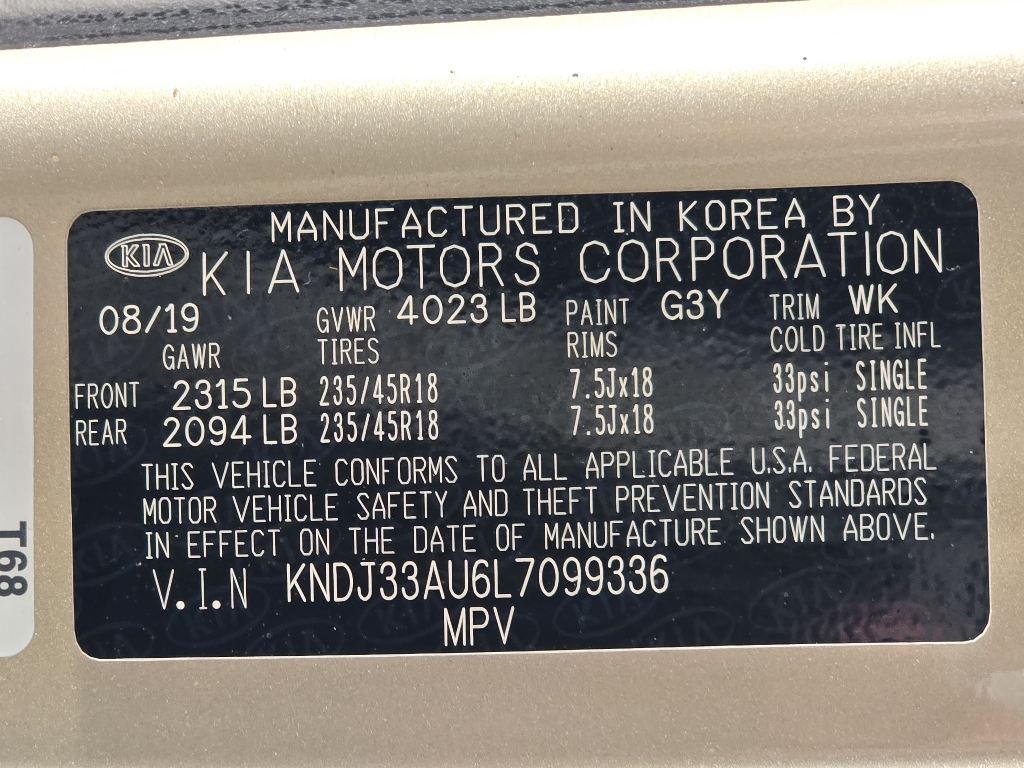 MANUFACTURED IN KOREA BY
KIA KIA MOTORS CORPORATION
08/19 GVWR 4023 LB PAINT G3Y TRIM WK
GAWR TIRES RIMS COLD TIRE INFL
FRONT 2315 LB 235/45R18 7.5Jx18 33psi SINGLE
REAR 2094 LB 235/45R18 7.5Jx18 33psi SINGLE
THIS VEHICLE CONFORMS TO ALL APPLICABLE U.S.A. FEDERAL
MOTOR VEHICLE SAFETY AND THEFT PREVENTION STANDARDS
IN EFFECT ON THE DATE OF MANUFACTURE SHOWN ABOVE.
V.I.N KNDJ33AU6L7099336
MPV
T68